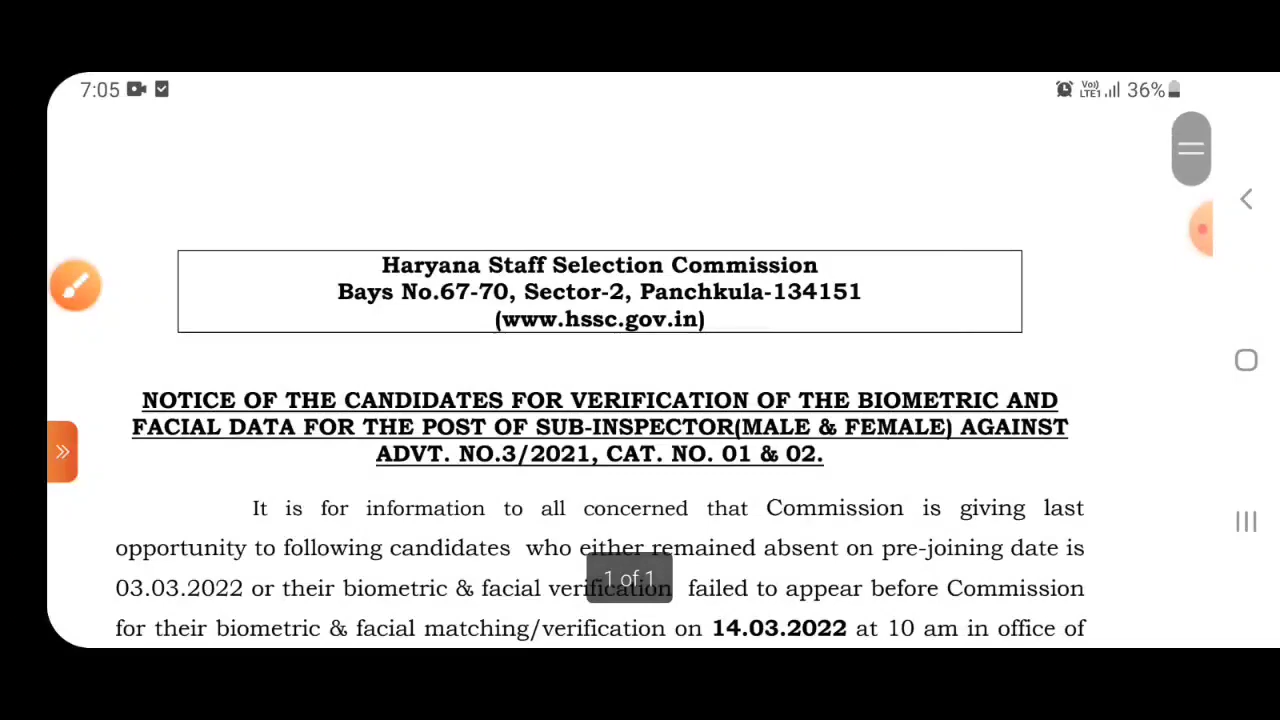 7:05
Vo)) LTE1 36%
Haryana Staff Selection Commission
Bays No.67-70, Sector-2, Panchkula-134151
(www.hssc.gov.in)
NOTICE OF THE CANDIDATES FOR VERIFICATION OF THE BIOMETRIC AND
FACIAL DATA FOR THE POST OF SUB-INSPECTOR(MALE & FEMALE) AGAINST
ADVT. NO.3/2021, CAT. NO. 01 & 02.
It is for information to all concerned that Commission is giving last
opportunity to following candidates who either remained absent on pre-joining date is
1 of 1
03.03.2022 or their biometric & facial verification failed to appear before Commission
for their biometric & facial matching/verification on 14.03.2022 at 10 am in office of